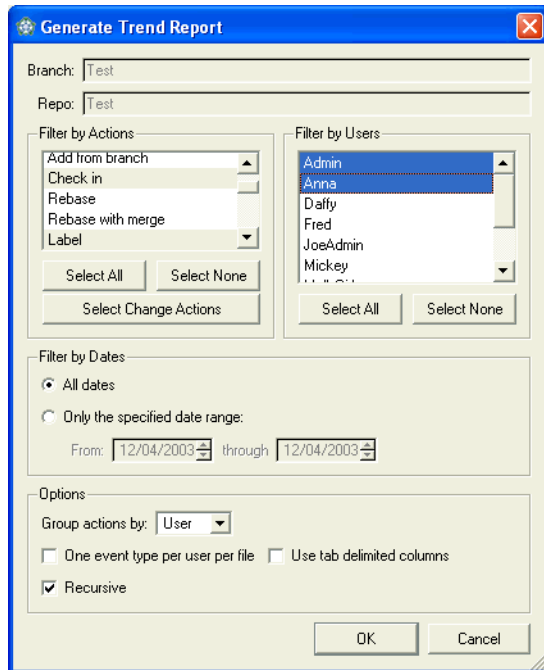 Generate Trend Report
Branch: Test
Repo: Test
Filter by Actions
Add from branch
Check in
Rebase
Rebase with merge
Label
Select All Select None
Select Change Actions
Filter by Users
Admin
Anna
Daffy
Fred
JoeAdmin
Mickey
Select All Select None
Filter by Dates
All dates
Only the specified date range:
From: 12/04/2003 through 12/04/2003
Options
Group actions by: User
One event type per user per file Use tab delimited columns
Recursive
OK Cancel